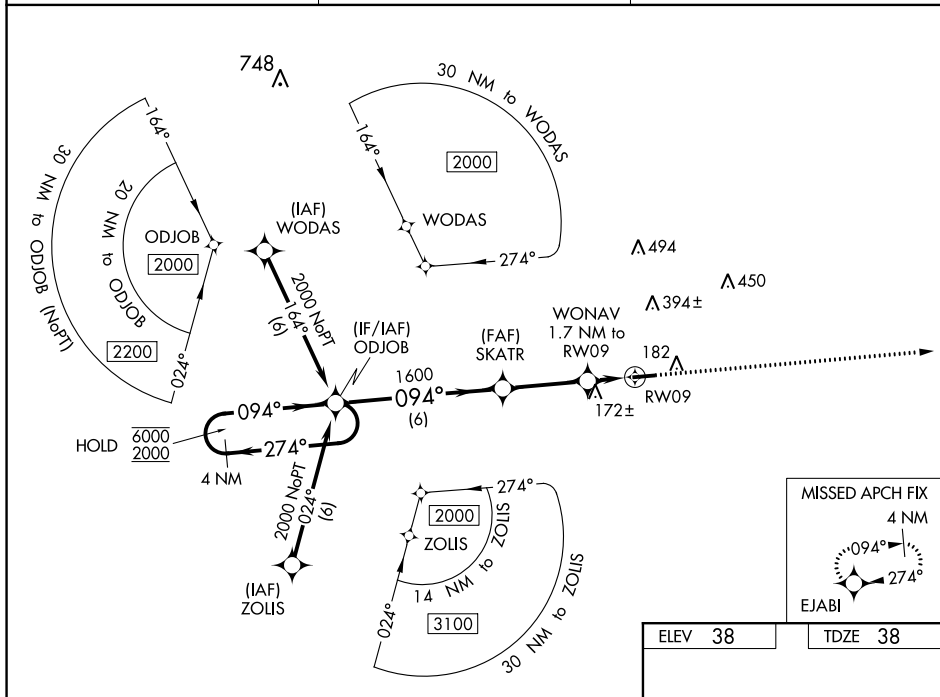 748
30 NM to WODAS
164°
2000
WODAS
274°
164°
30 NM to ODJOB (NoPT)
20 NM to ODJOB
ODJOB
2000
2200
024°
(IAF)
WODAS
2000 NoPT
164°
(6)
494
450
394±
WONAV
1.7 NM to
RW09
(FAF)
SKATR
(IF/IAF)
ODJOB
182
RW09
1600
094°
(6)
172±
094°
274°
HOLD 6000
2000
4 NM
2000 NoPT
024°
(6)
(IAF)
ZOLIS
274°
2000
ZOLIS
14 NM to ZOLIS
024°
3100
30 NM to ZOLIS
MISSED APCH FIX
4 NM
094°
274°
EJABI
ELEV 38
TDZE 38